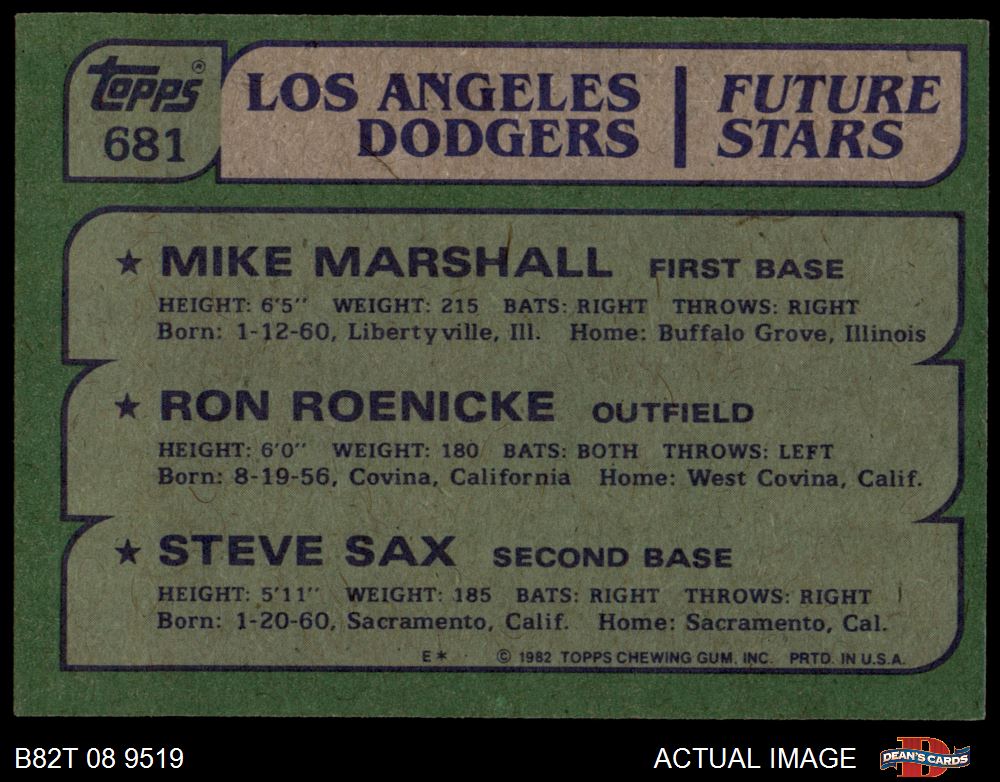 topps®
681
LOS ANGELES DODGERS | FUTURE STARS
★ MIKE MARSHALL FIRST BASE
HEIGHT: 6'5" WEIGHT: 215 BATS: RIGHT THROWS: RIGHT
Born: 1-12-60, Libertyville, Ill. Home: Buffalo Grove, Illinois
★ RON ROENICKE OUTFIELD
HEIGHT: 6'0" WEIGHT: 180 BATS: BOTH THROWS: LEFT
Born: 8-19-56, Covina, California Home: West Covina, Calif.
★ STEVE SAX SECOND BASE
HEIGHT: 5'11" WEIGHT: 185 BATS: RIGHT THROWS: RIGHT
Born: 1-20-60, Sacramento, Calif. Home: Sacramento, Cal.
E* © 1982 TOPPS CHEWING GUM, INC. PRTD. IN U.S.A.
B82T 08 9519 ACTUAL IMAGE DEAN'S CARDS